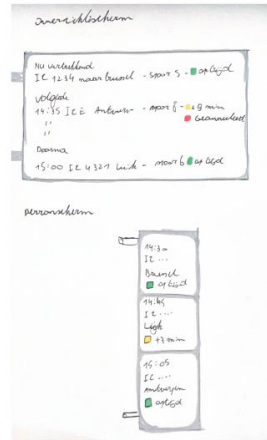 Overzichtscherm
Nu vertrekkend
IC 1234 naar Brussel - spoor 5 - op tijd
Volgende
14:35 IC E Antwerpen - spoor 8 - +8 min
" Geannuleerd
"
Daarna
15:00 IC 4321 Luik - spoor 6 op tijd
perronscherm
14:30
IC ....
Brussel
op tijd
14:45
IC ....
Luik
+3 min
15:05
IC ....
Antwerpen
op tijd